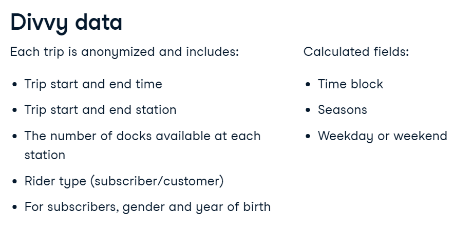 Divvy data
Each trip is anonymized and includes:
• Trip start and end time
• Trip start and end station
• The number of docks available at each
station
• Rider type (subscriber/customer)
• For subscribers, gender and year of birth
Calculated fields:
• Time block
• Seasons
• Weekday or weekend